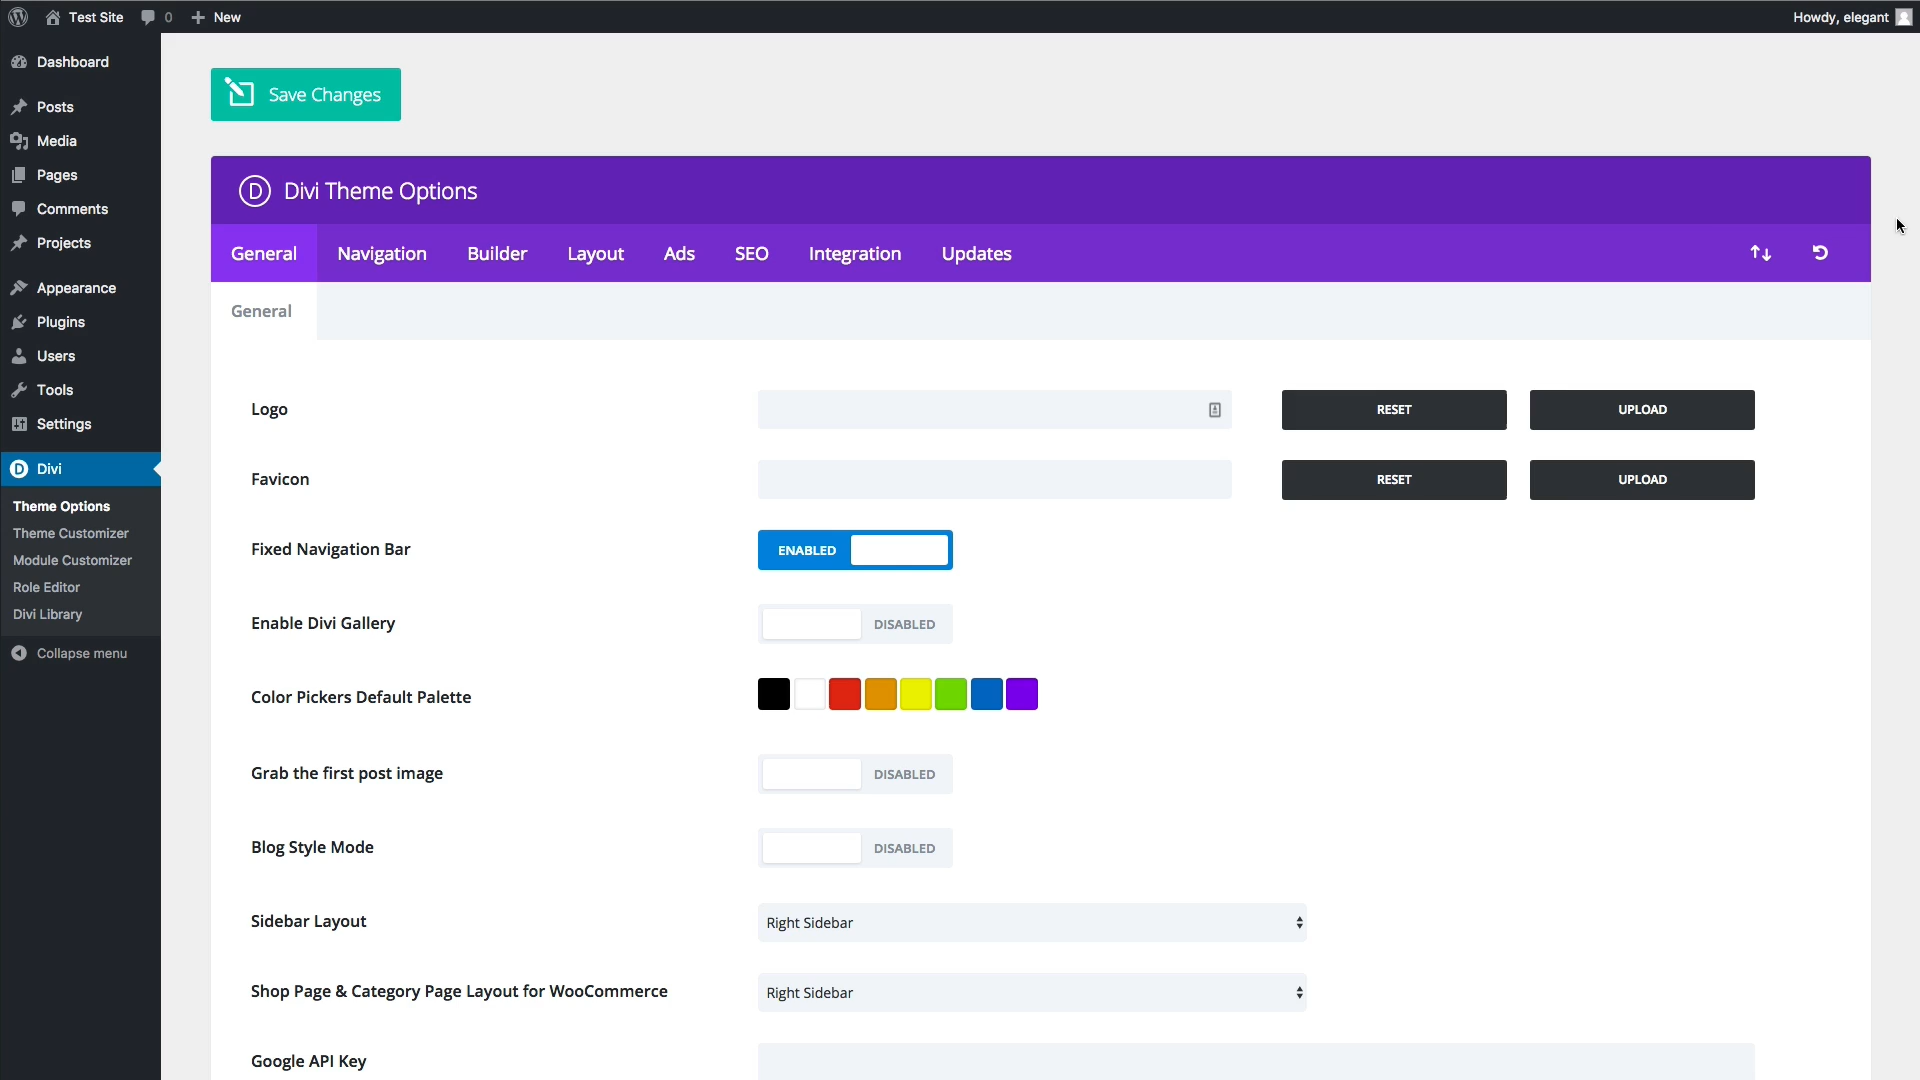 Test Site
0
New
Howdy, elegant
Dashboard
Posts
Media
Pages
Comments
Projects
Appearance
Plugins
Users
Tools
Settings
D Divi
Theme Options
Theme Customizer
Module Customizer
Role Editor
Divi Library
Collapse menu
Save Changes
D Divi Theme Options
General Navigation Builder Layout Ads SEO Integration Updates
General
Logo RESET UPLOAD
Favicon RESET UPLOAD
Fixed Navigation Bar ENABLED
Enable Divi Gallery DISABLED
Color Pickers Default Palette
Grab the first post image DISABLED
Blog Style Mode DISABLED
Sidebar Layout Right Sidebar
Shop Page & Category Page Layout for WooCommerce Right Sidebar
Google API Key